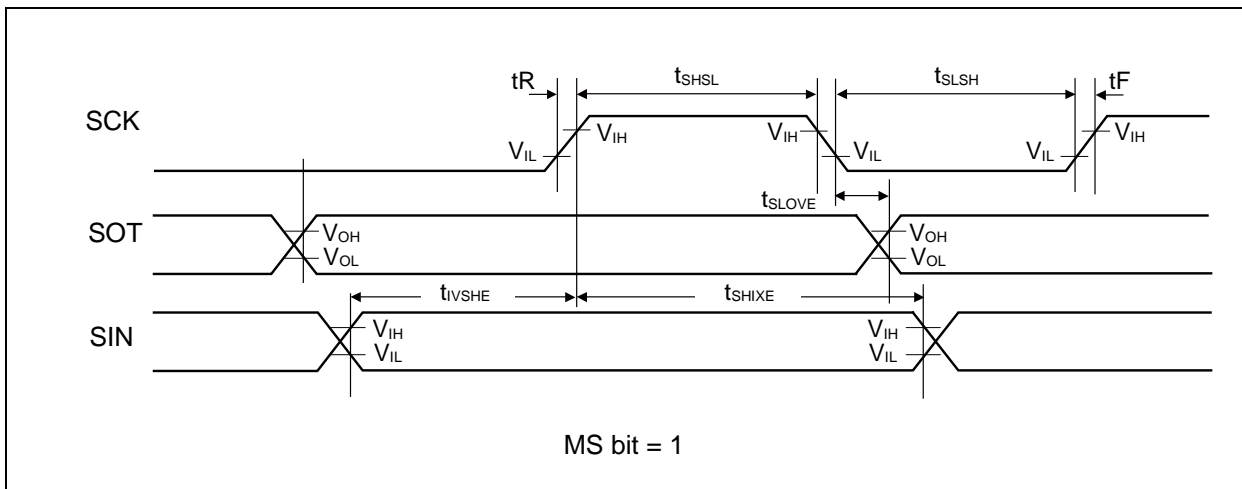 tR tSHSL tSLSH tF
SCK
VIH VIH VIH
VIL VIL VIL
tSLOVE
SOT
VOH VOH
VOL VOL
tIVSHE tSHIXE
SIN
VIH VIH
VIL VIL
MS bit = 1